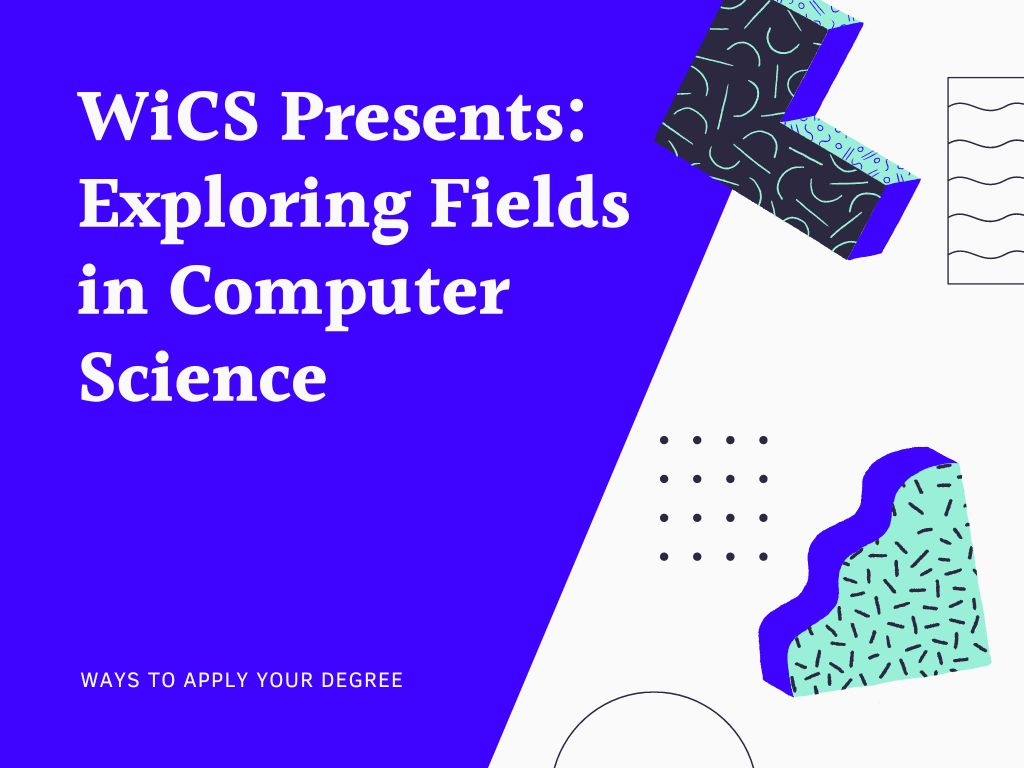 WiCS Presents:
Exploring Fields
in Computer
Science
WAYS TO APPLY YOUR DEGREE